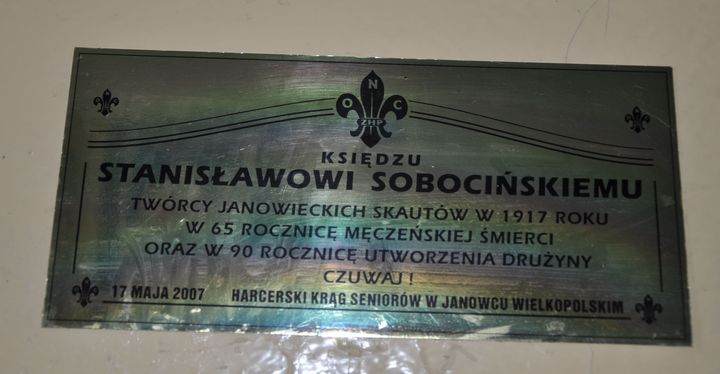 O N C
ZHP
KSIĘDZU
STANISŁAWOWI SOBOCIŃSKIEMU
TWÓRCY JANOWIECKICH SKAUTÓW W 1917 ROKU
W 65 ROCZNICĘ MĘCZEŃSKIEJ ŚMIERCI
ORAZ W 90 ROCZNICĘ UTWORZENIA DRUŻYNY
CZUWAJ !
17 MAJA 2007 HARCERSKI KRĄG SENIORÓW W JANOWCU WIELKOPOLSKIM